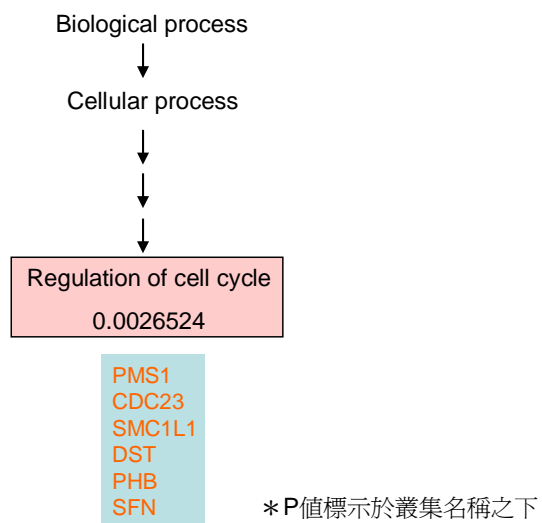 Biological process
Cellular process
Regulation of cell cycle
0.0026524
PMS1
CDC23
SMC1L1
DST
PHB
SFN
＊P值標示於叢集名稱之下